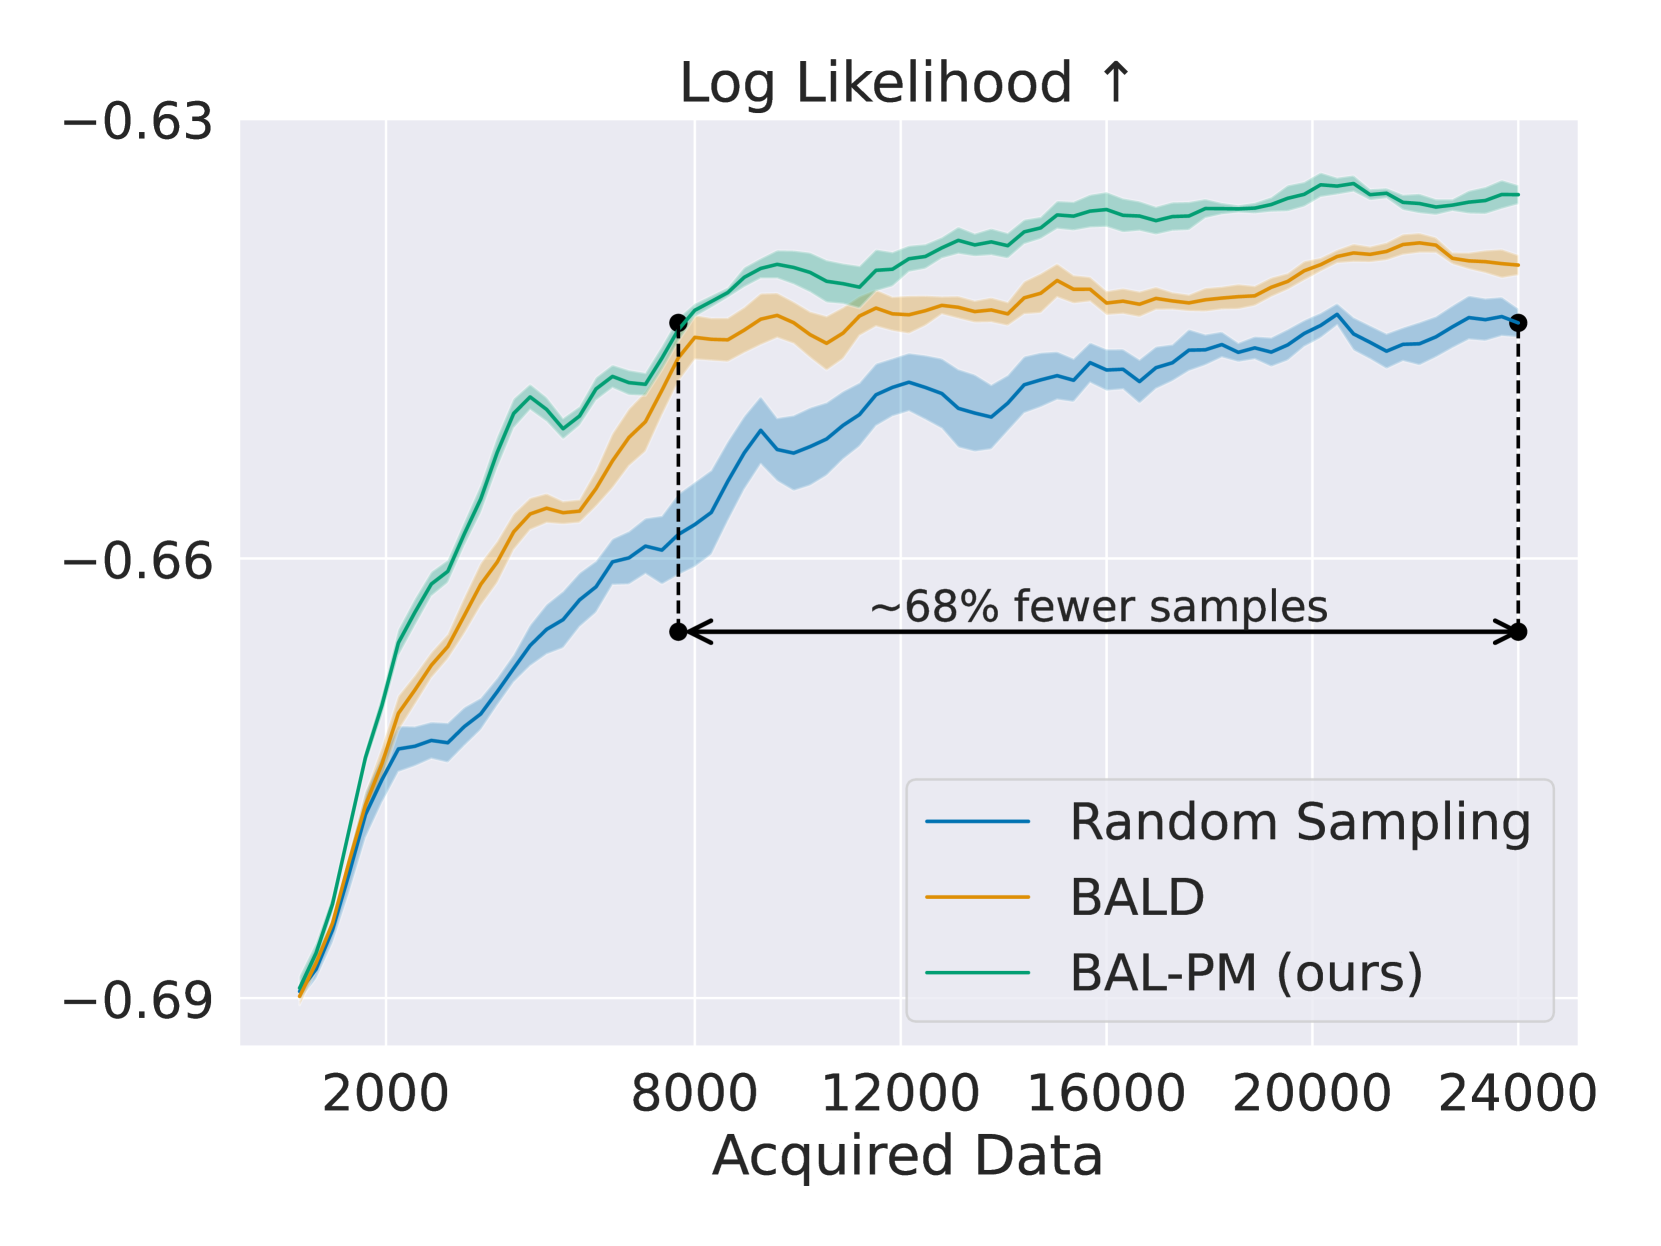 Log Likelihood ↑
−0.63
−0.66
−0.69
~68% fewer samples
Random Sampling
BALD
BAL-PM (ours)
2000 8000 12000 16000 20000 24000
Acquired Data